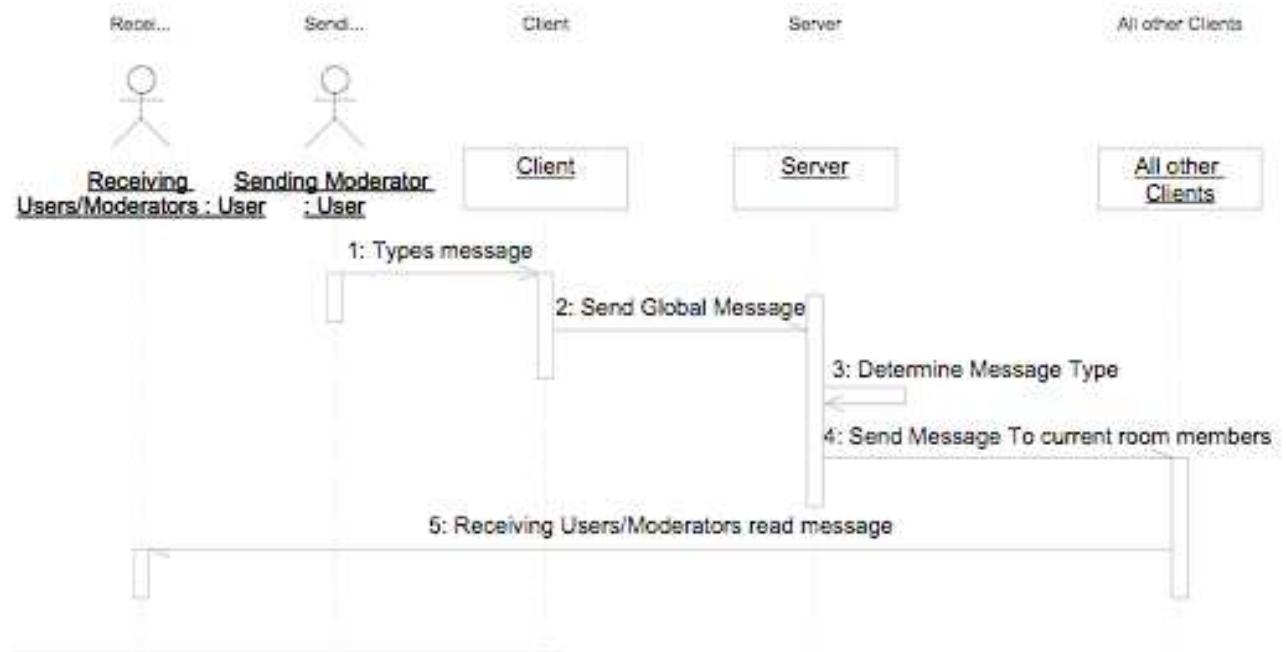 Recei...
Send...
Client
Server
All other Clients
Receiving
Users/Moderators : User
Sending Moderator
: User
Client
Server
All other
Clients
1: Types message
2: Send Global Message
3: Determine Message Type
4: Send Message To current room members
5: Receiving Users/Moderators read message